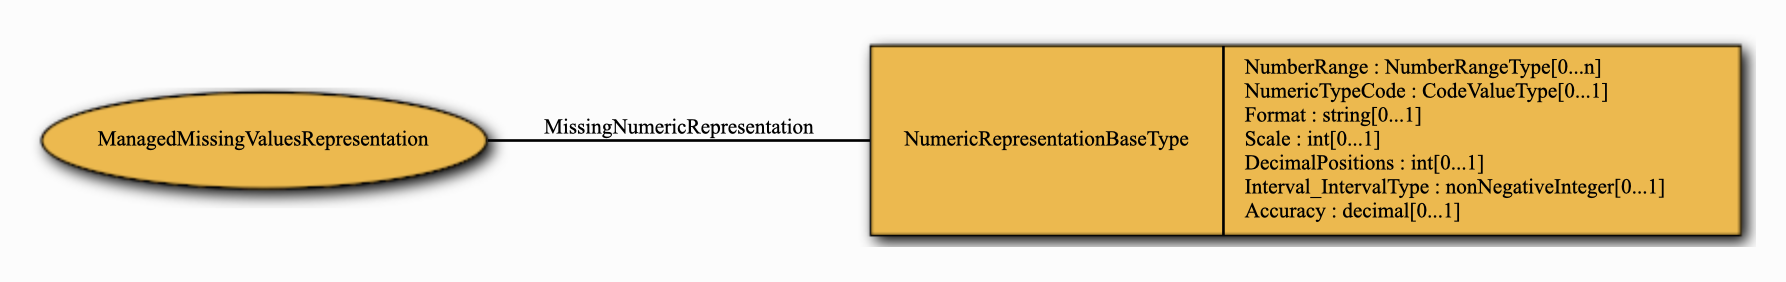 ManagedMissingValuesRepresentation
MissingNumericRepresentation
NumericRepresentationBaseType
NumberRange : NumberRangeType[0...n]
NumericTypeCode : CodeValueType[0...1]
Format : string[0...1]
Scale : int[0...1]
DecimalPositions : int[0...1]
Interval_IntervalType : nonNegativeInteger[0...1]
Accuracy : decimal[0...1]